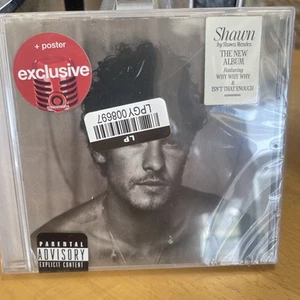 + poster
exclusive
Shawn
by Shawn Mendes
THE NEW
ALBUM
Featuring
WHY WHY WHY
&
ISN'T THAT ENOUGH
LPGY008697
LP
PARENTAL
ADVISORY
EXPLICIT CONTENT